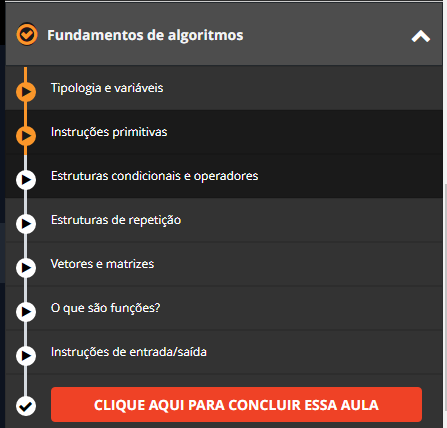 Fundamentos de algoritmos
Tipologia e variáveis
Instruções primitivas
Estruturas condicionais e operadores
Estruturas de repetição
Vetores e matrizes
O que são funções?
Instruções de entrada/saída
CLIQUE AQUI PARA CONCLUIR ESSA AULA